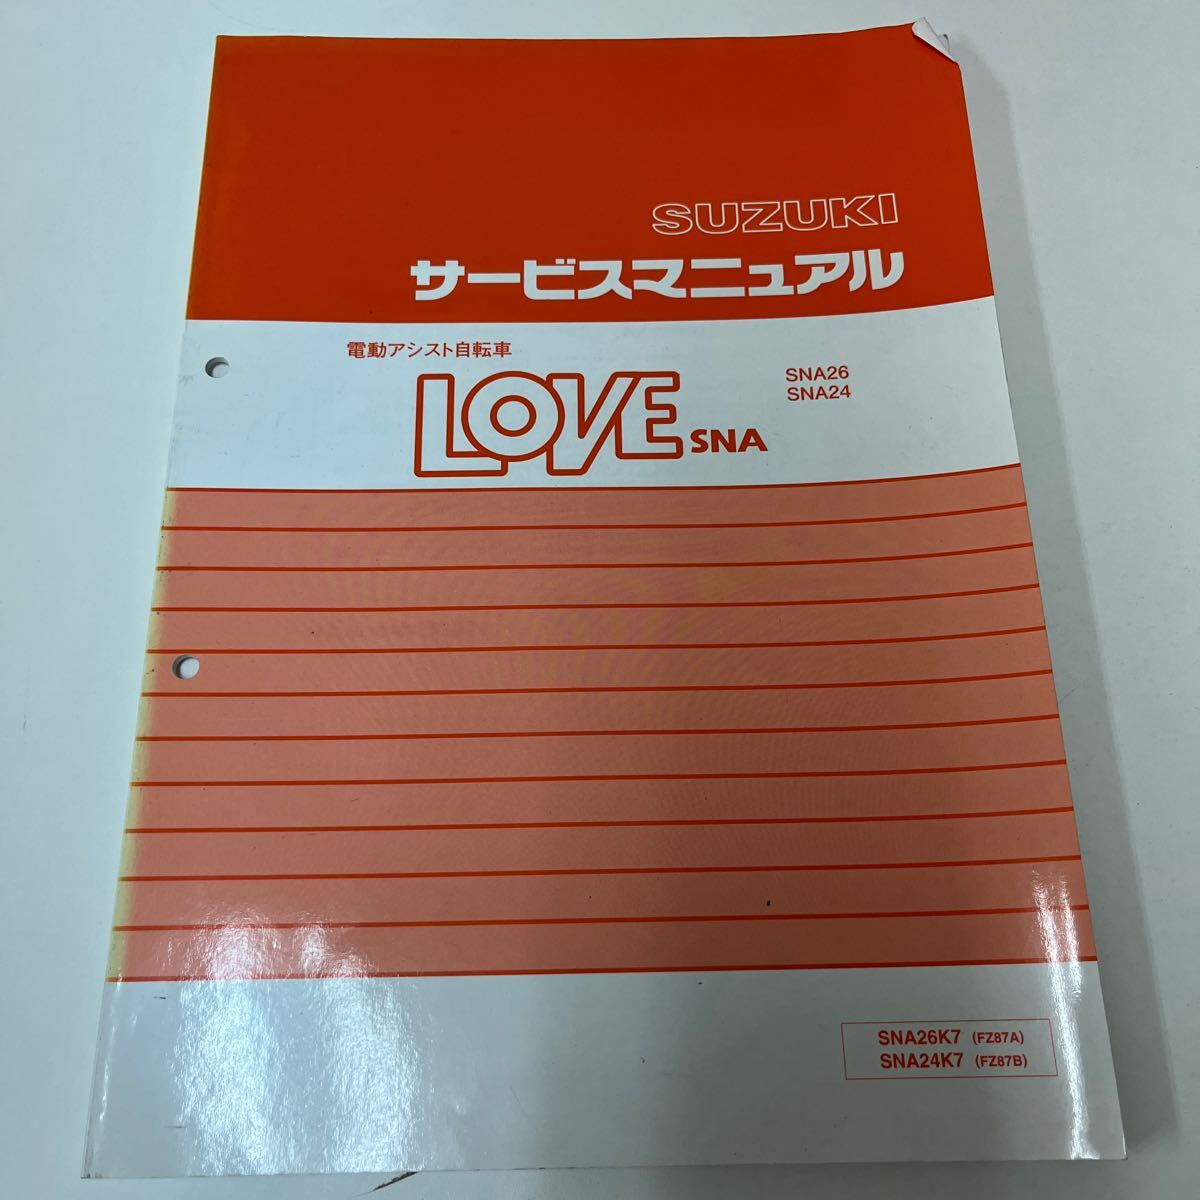 SUZUKI
サービスマニュアル
電動アシスト自転車
LOVE SNA
SNA26
SNA24
SNA26K7 (FZ87A)
SNA24K7 (FZ87B)